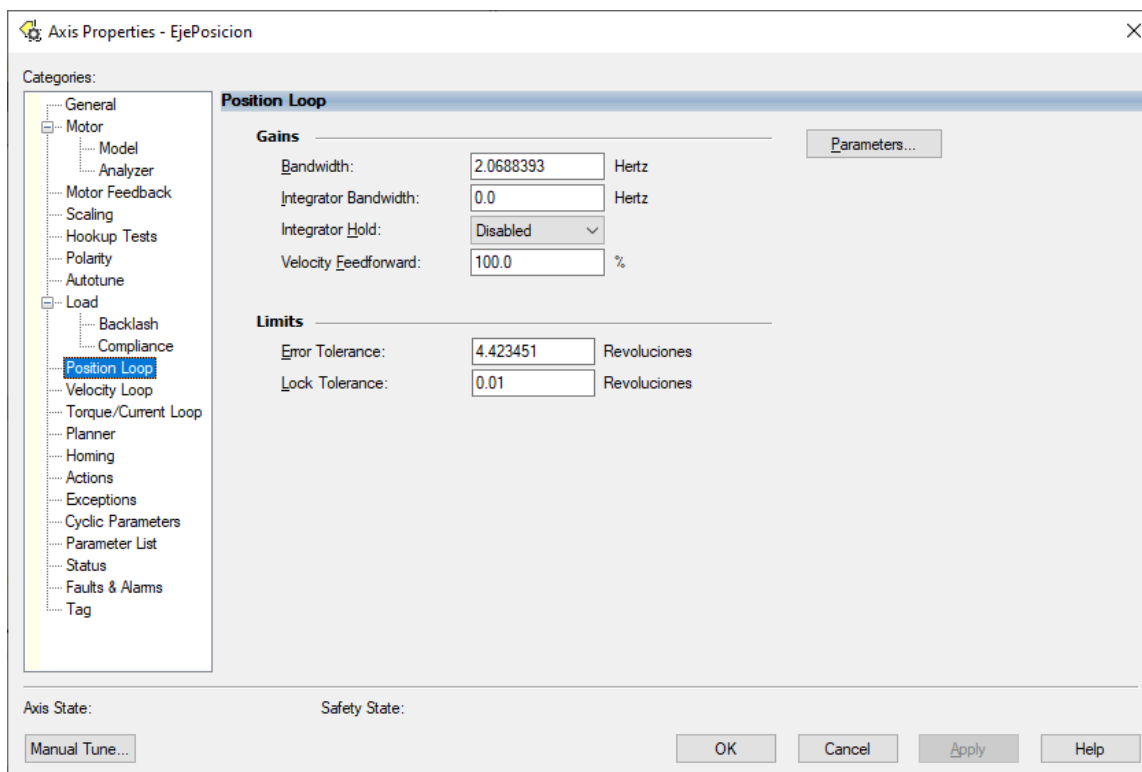 Axis Properties - EjePosicion
Categories:
General
Motor
Model
Analyzer
Motor Feedback
Scaling
Hookup Tests
Polarity
Autotune
Load
Backlash
Compliance
Position Loop
Velocity Loop
Torque/Current Loop
Planner
Homing
Actions
Exceptions
Cyclic Parameters
Parameter List
Status
Faults & Alarms
Tag
Position Loop
Gains
Parameters...
Bandwidth: 2.0688393 Hertz
Integrator Bandwidth: 0.0 Hertz
Integrator Hold: Disabled
Velocity Feedforward: 100.0 %
Limits
Error Tolerance: 4.423451 Revoluciones
Lock Tolerance: 0.01 Revoluciones
Axis State: Safety State:
Manual Tune... OK Cancel Apply Help